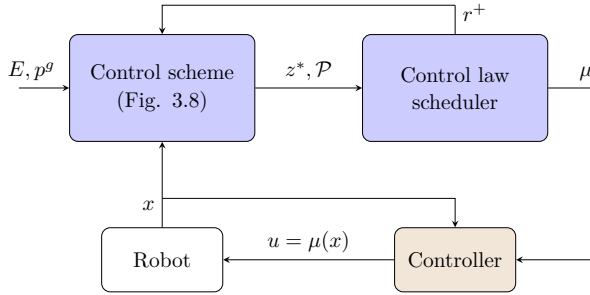 r⁺
E, pᵍ
Control scheme
(Fig. 3.8)
z*, 𝒫
Control law
scheduler
μ
x
u = μ(x)
Robot
Controller